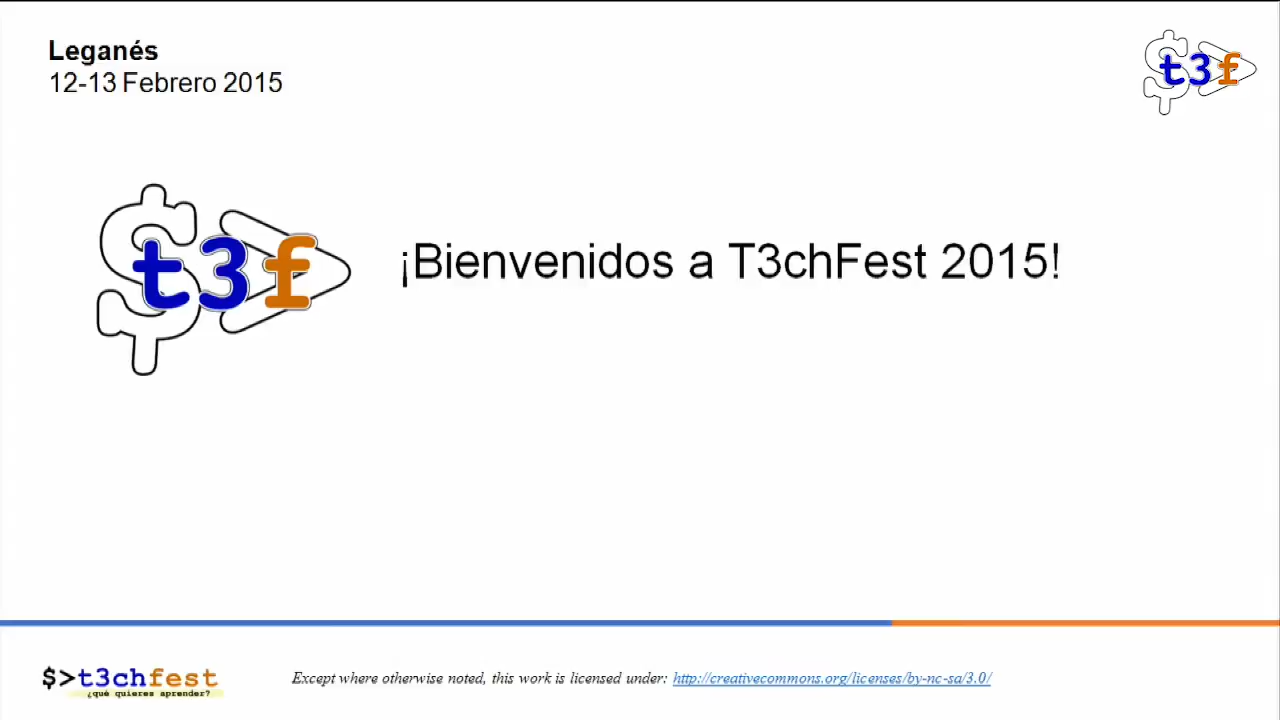 Leganés
12-13 Febrero 2015
$> t3f
$> t3f
¡Bienvenidos a T3chFest 2015!
$>t3chfest
¿qué quieres aprender?
Except where otherwise noted, this work is licensed under: http://creativecommons.org/licenses/by-nc-sa/3.0/